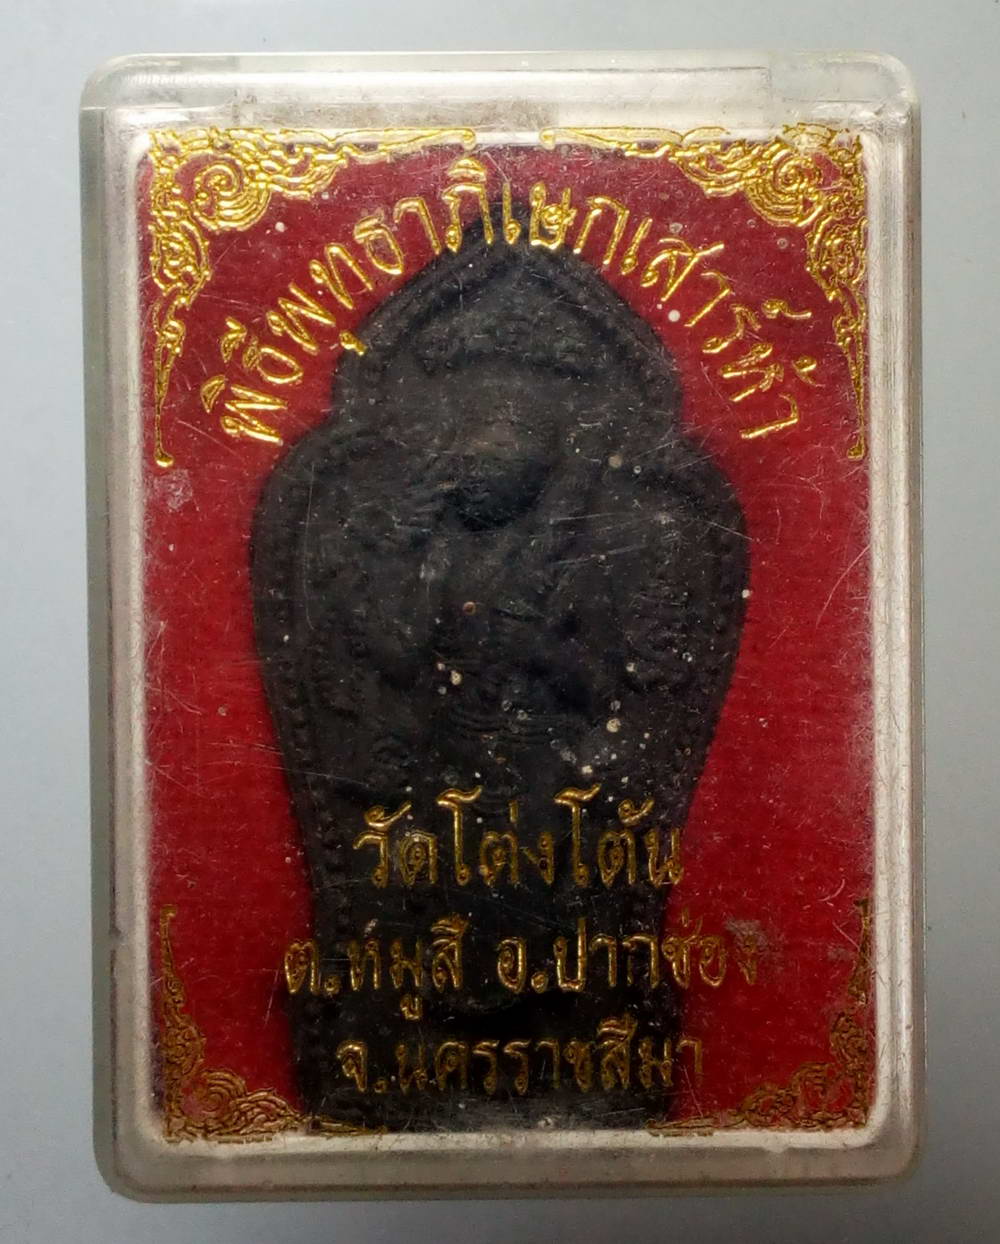 พิธีพุทธาภิเษกเสาร์ห้า
วัดโต่งโต้น
ต.หมูสี อ.ปากช่อง
จ.นครราชสีมา